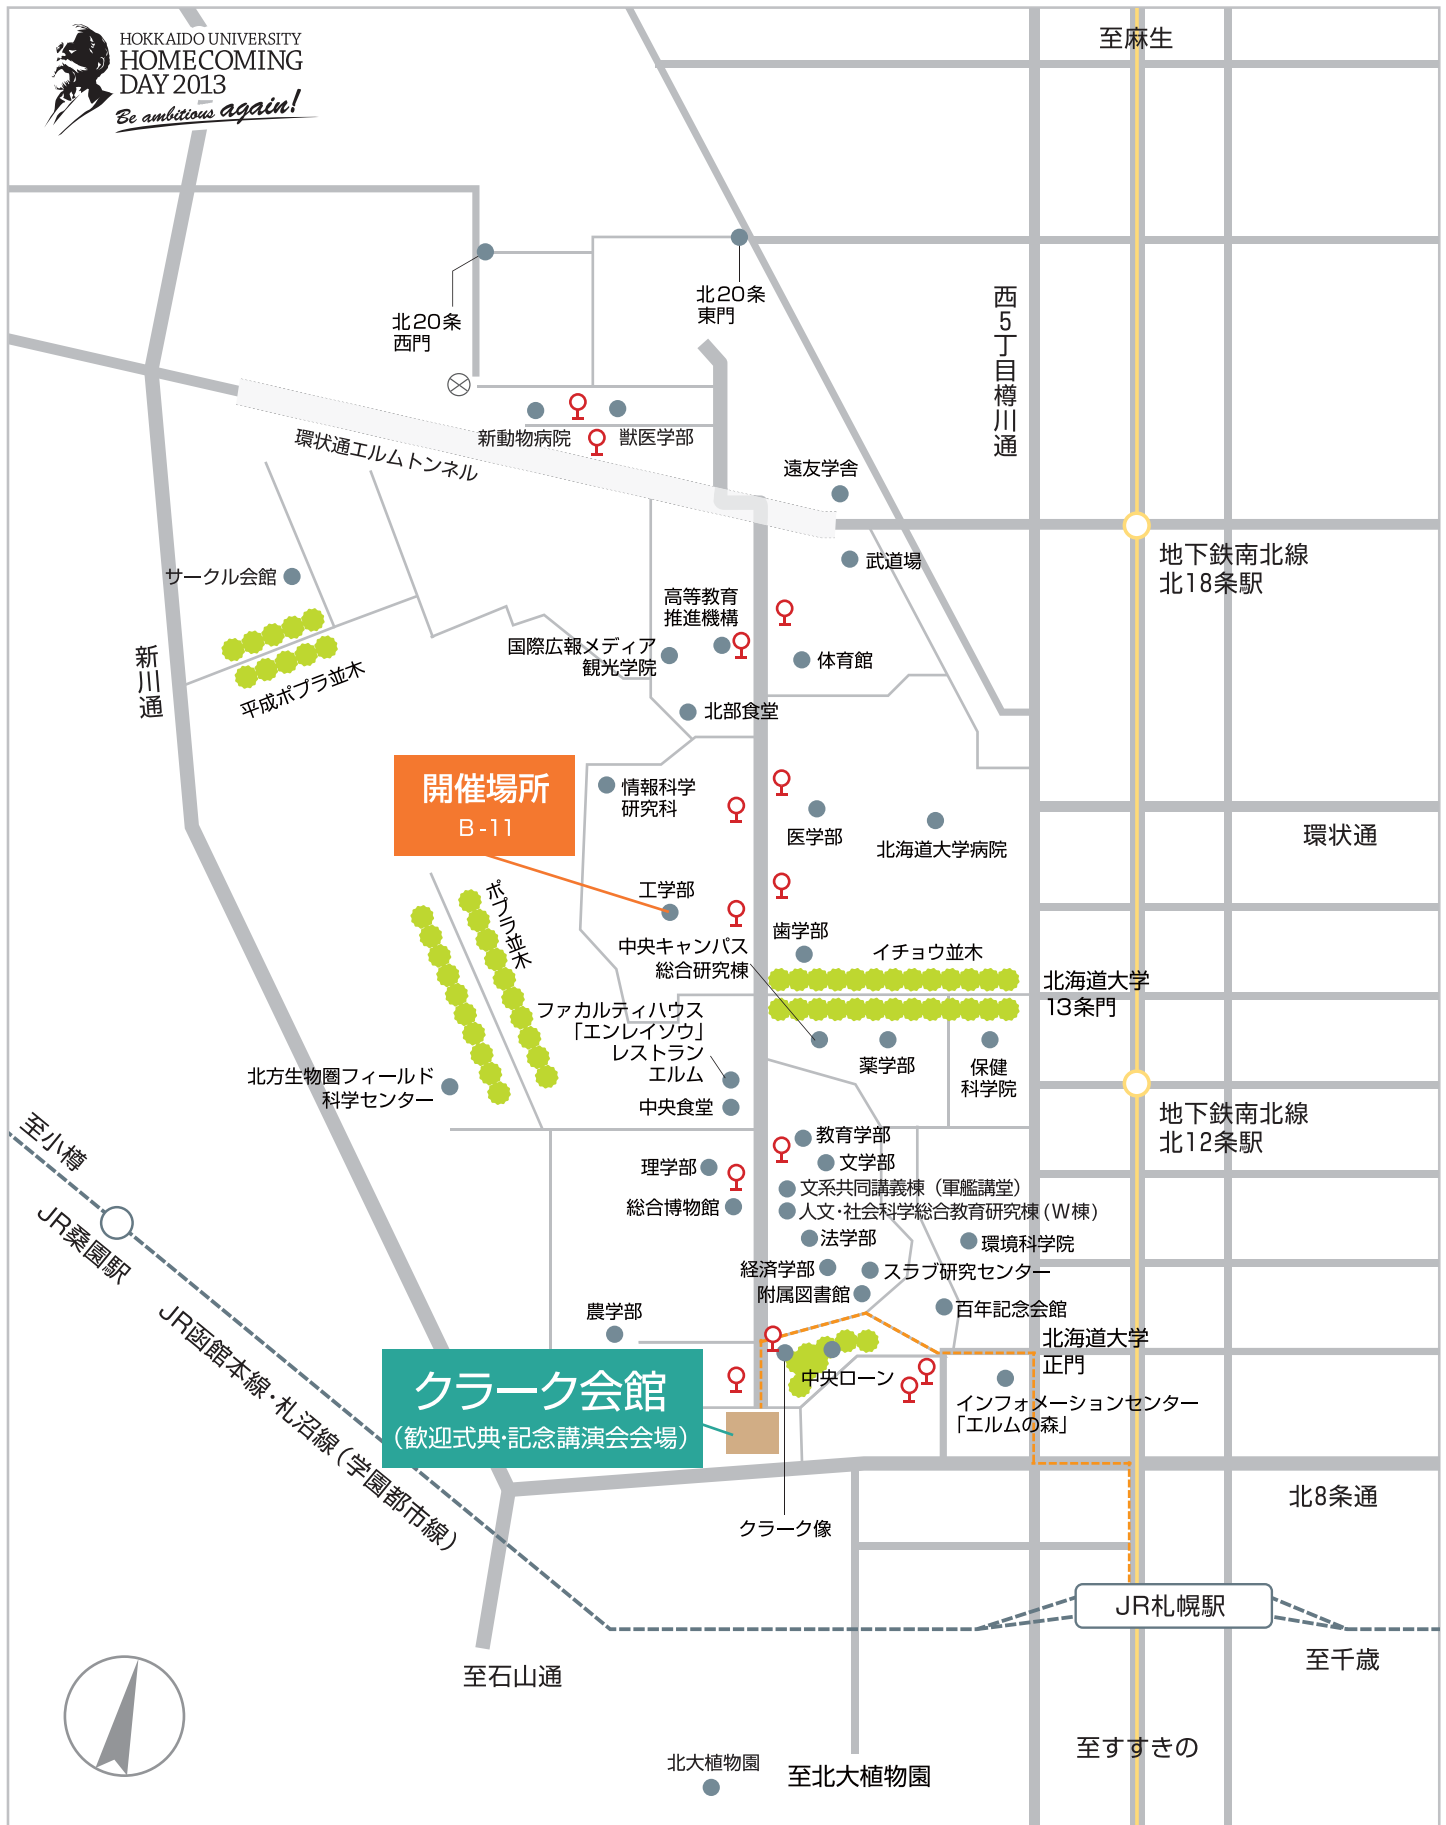 HOKKAIDO UNIVERSITY
HOMECOMING
DAY 2013
Be ambitious again!
至麻生
北20条
西門
北20条
東門
西5丁目樽川通
新動物病院
獣医学部
環状通エルムトンネル
遠友学舎
武道場
地下鉄南北線
北18条駅
サークル会館
高等教育
推進機構
国際広報メディア
観光学院
体育館
新川通
平成ポプラ並木
北部食堂
開催場所
B-11
情報科学
研究科
医学部
北海道大学病院
環状通
工学部
ポプラ並木
歯学部
中央キャンパス
総合研究棟
イチョウ並木
北海道大学
13条門
ファカルティハウス
「エンレイソウ」
レストラン
エルム
薬学部
保健
科学院
北方生物圏フィールド
科学センター
中央食堂
地下鉄南北線
北12条駅
至小樽
教育学部
文学部
理学部
文系共同講義棟（軍艦講堂）
総合博物館
人文・社会科学総合教育研究棟(W棟)
JR桑園駅
法学部
環境科学院
経済学部
スラブ研究センター
附属図書館
百年記念会館
農学部
JR函館本線・札沼線(学園都市線)
北海道大学
正門
クラーク会館
（歓迎式典・記念講演会会場）
中央ローン
インフォメーションセンター
「エルムの森」
北8条通
クラーク像
JR札幌駅
至千歳
至石山通
至すすきの
北大植物園
至北大植物園